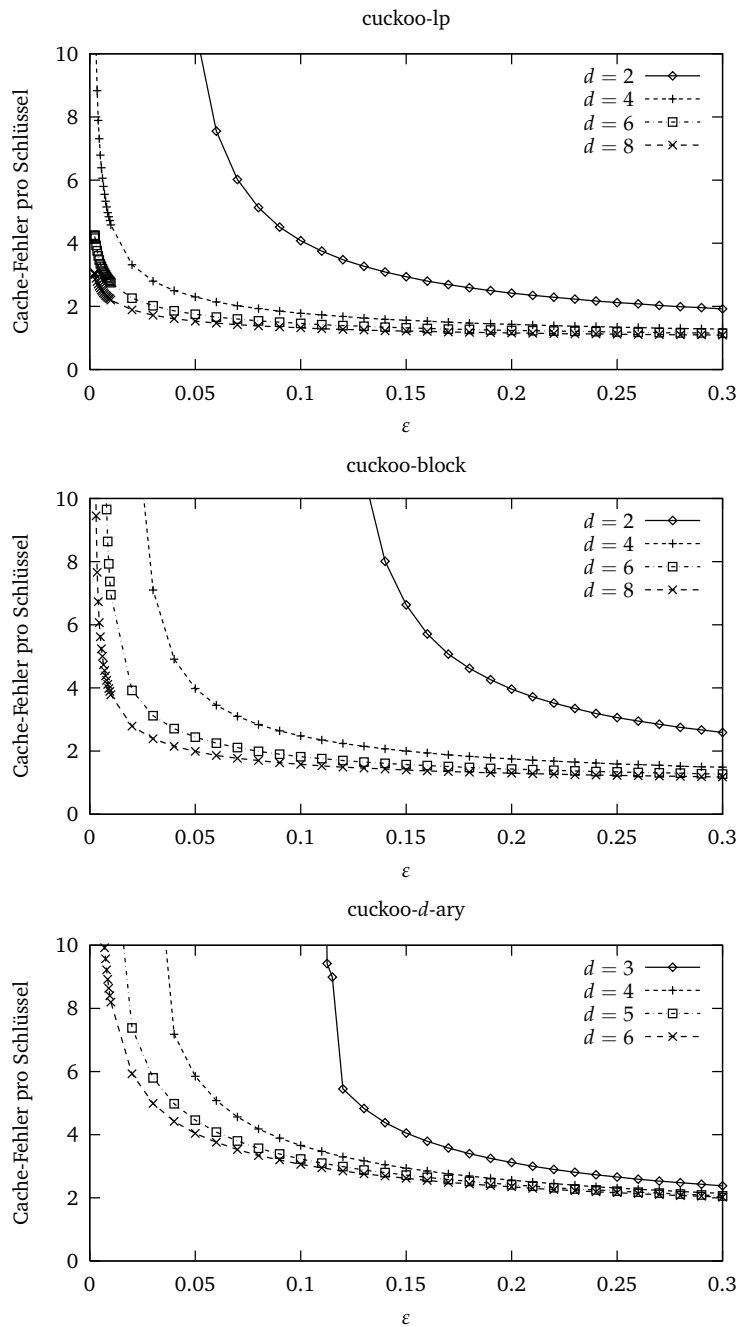 cuckoo-lp
Cache-Fehler pro Schlüssel
10
8
6
4
2
0
d = 2
d = 4
d = 6
d = 8
0 0.05 0.1 0.15 0.2 0.25 0.3
ε
cuckoo-block
Cache-Fehler pro Schlüssel
10
8
6
4
2
0
d = 2
d = 4
d = 6
d = 8
0 0.05 0.1 0.15 0.2 0.25 0.3
ε
cuckoo-d-ary
Cache-Fehler pro Schlüssel
10
8
6
4
2
0
d = 3
d = 4
d = 5
d = 6
0 0.05 0.1 0.15 0.2 0.25 0.3
ε